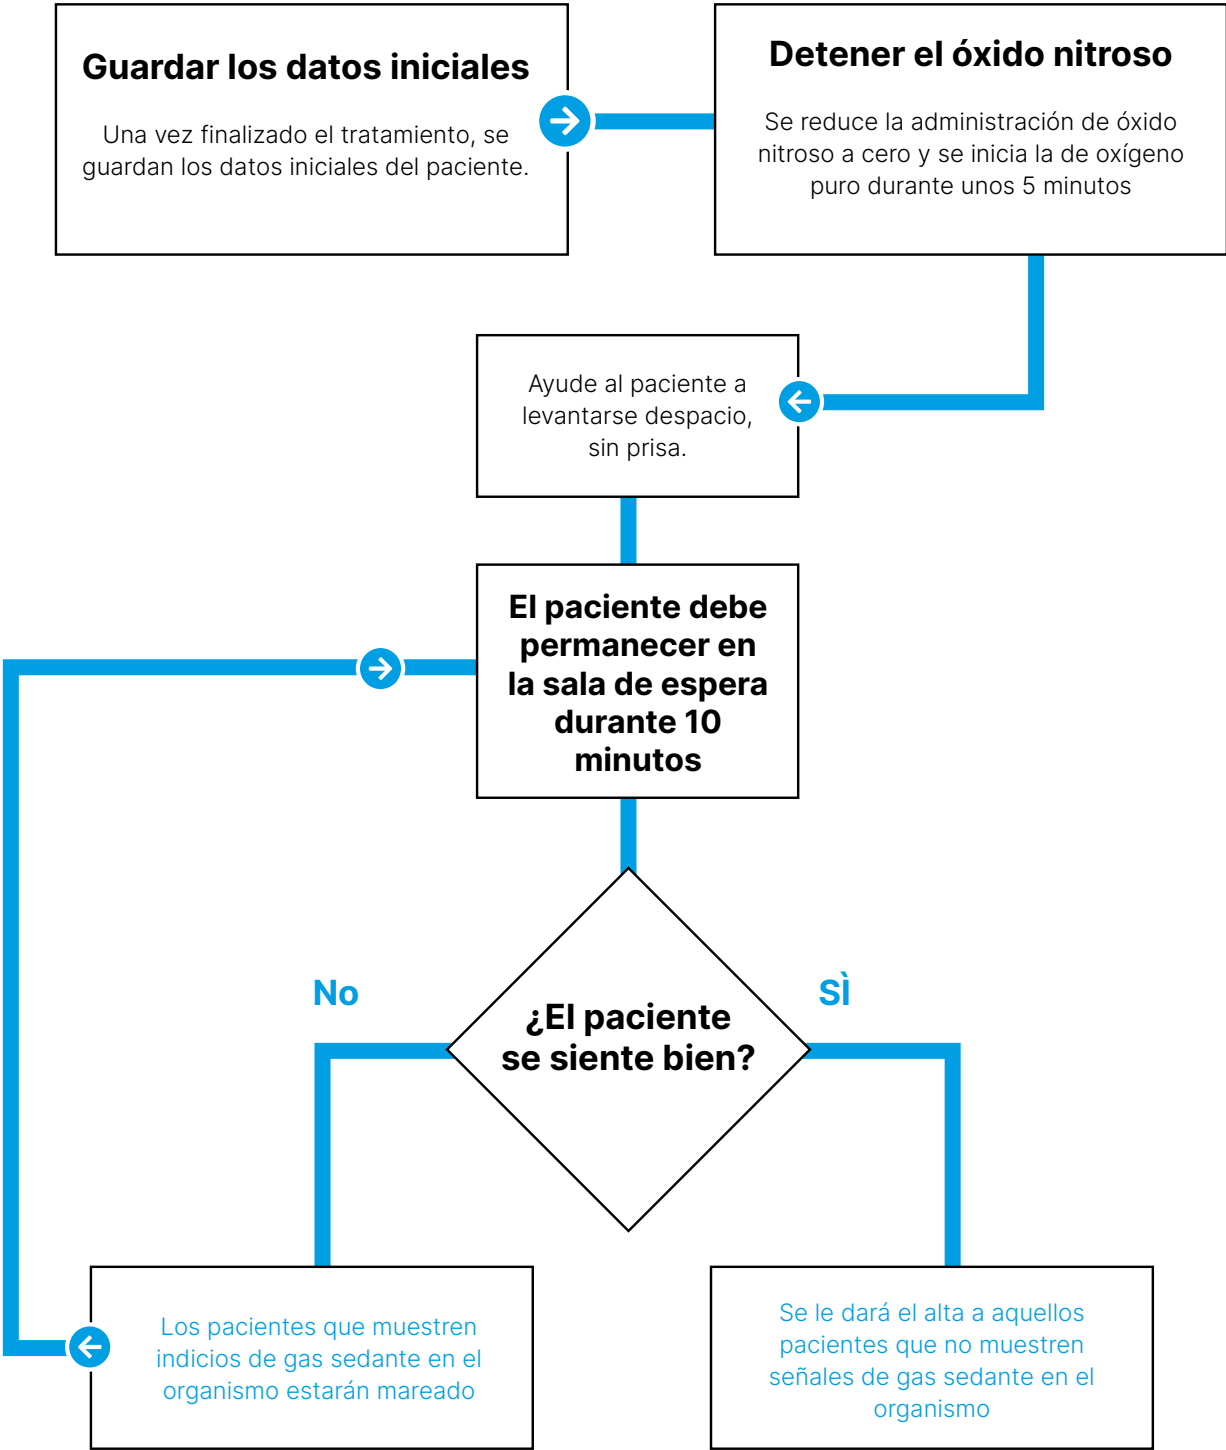 Guardar los datos iniciales
Una vez finalizado el tratamiento, se
guardan los datos iniciales del paciente.
Detener el óxido nitroso
Se reduce la administración de óxido
nitroso a cero y se inicia la de oxígeno
puro durante unos 5 minutos
Ayude al paciente a
levantarse despacio,
sin prisa.
El paciente debe
permanecer en
la sala de espera
durante 10
minutos
No
SÌ
¿El paciente
se siente bien?
Los pacientes que muestren
indicios de gas sedante en el
organismo estarán mareado
Se le dará el alta a aquellos
pacientes que no muestren
señales de gas sedante en el
organismo